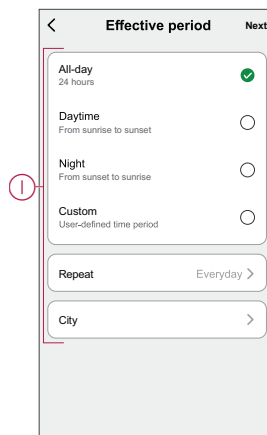 Effective period Next
All-day
24 hours
Daytime
From sunrise to sunset
Night
From sunset to sunrise
I
Custom
User-defined time period
Repeat Everyday
City